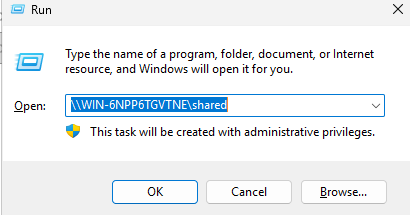 Run
Type the name of a program, folder, document, or Internet
resource, and Windows will open it for you.
Open: \\WIN-6NPP6TGVTNE\shared
This task will be created with administrative privileges.
OK Cancel Browse...